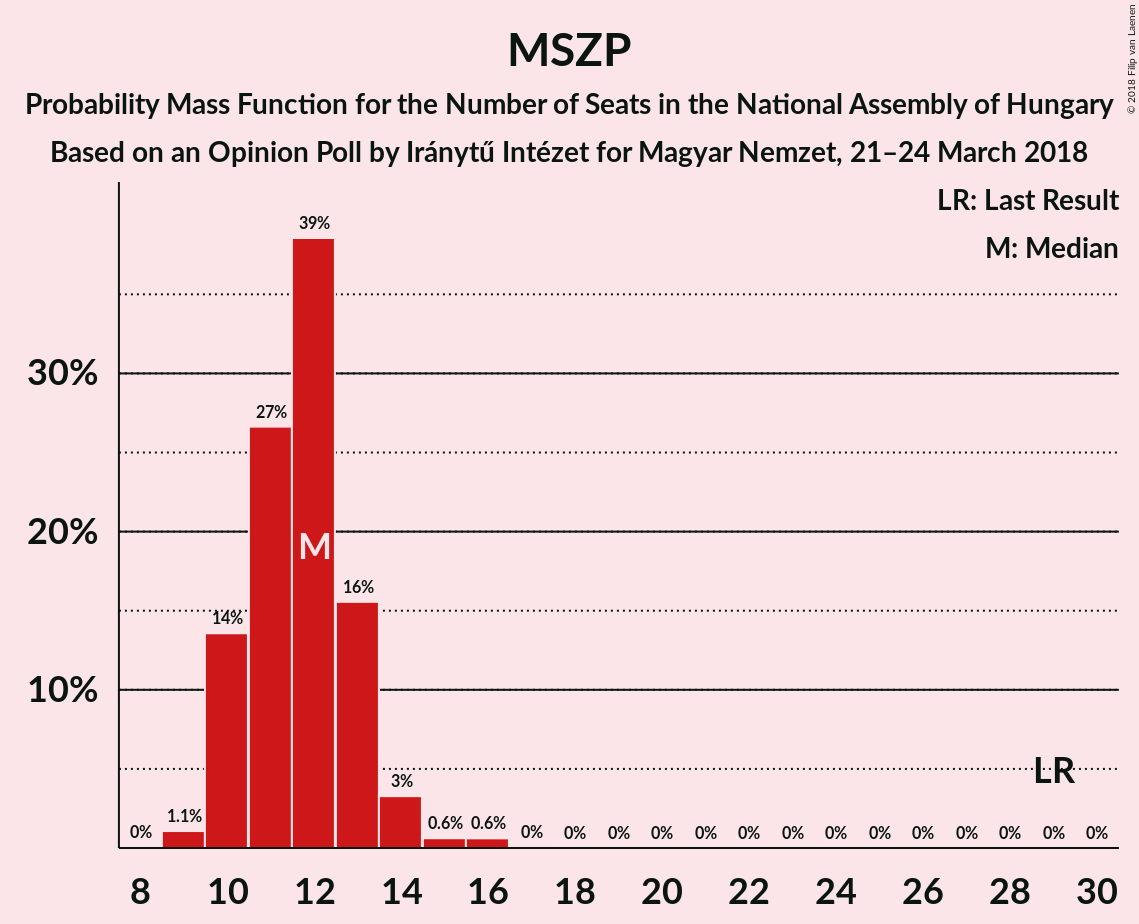 MSZP
Probability Mass Function for the Number of Seats in the National Assembly of Hungary
Based on an Opinion Poll by Iránytű Intézet for Magyar Nemzet, 21–24 March 2018
© 2018 Filip van Laenen
LR: Last Result
M: Median
39%
30%
27%
20%
M
16%
14%
10%
LR
3%
0% 1.1% 0.6% 0.6% 0% 0% 0% 0% 0% 0% 0% 0% 0% 0% 0% 0% 0% 0%
8 10 12 14 16 18 20 22 24 26 28 30